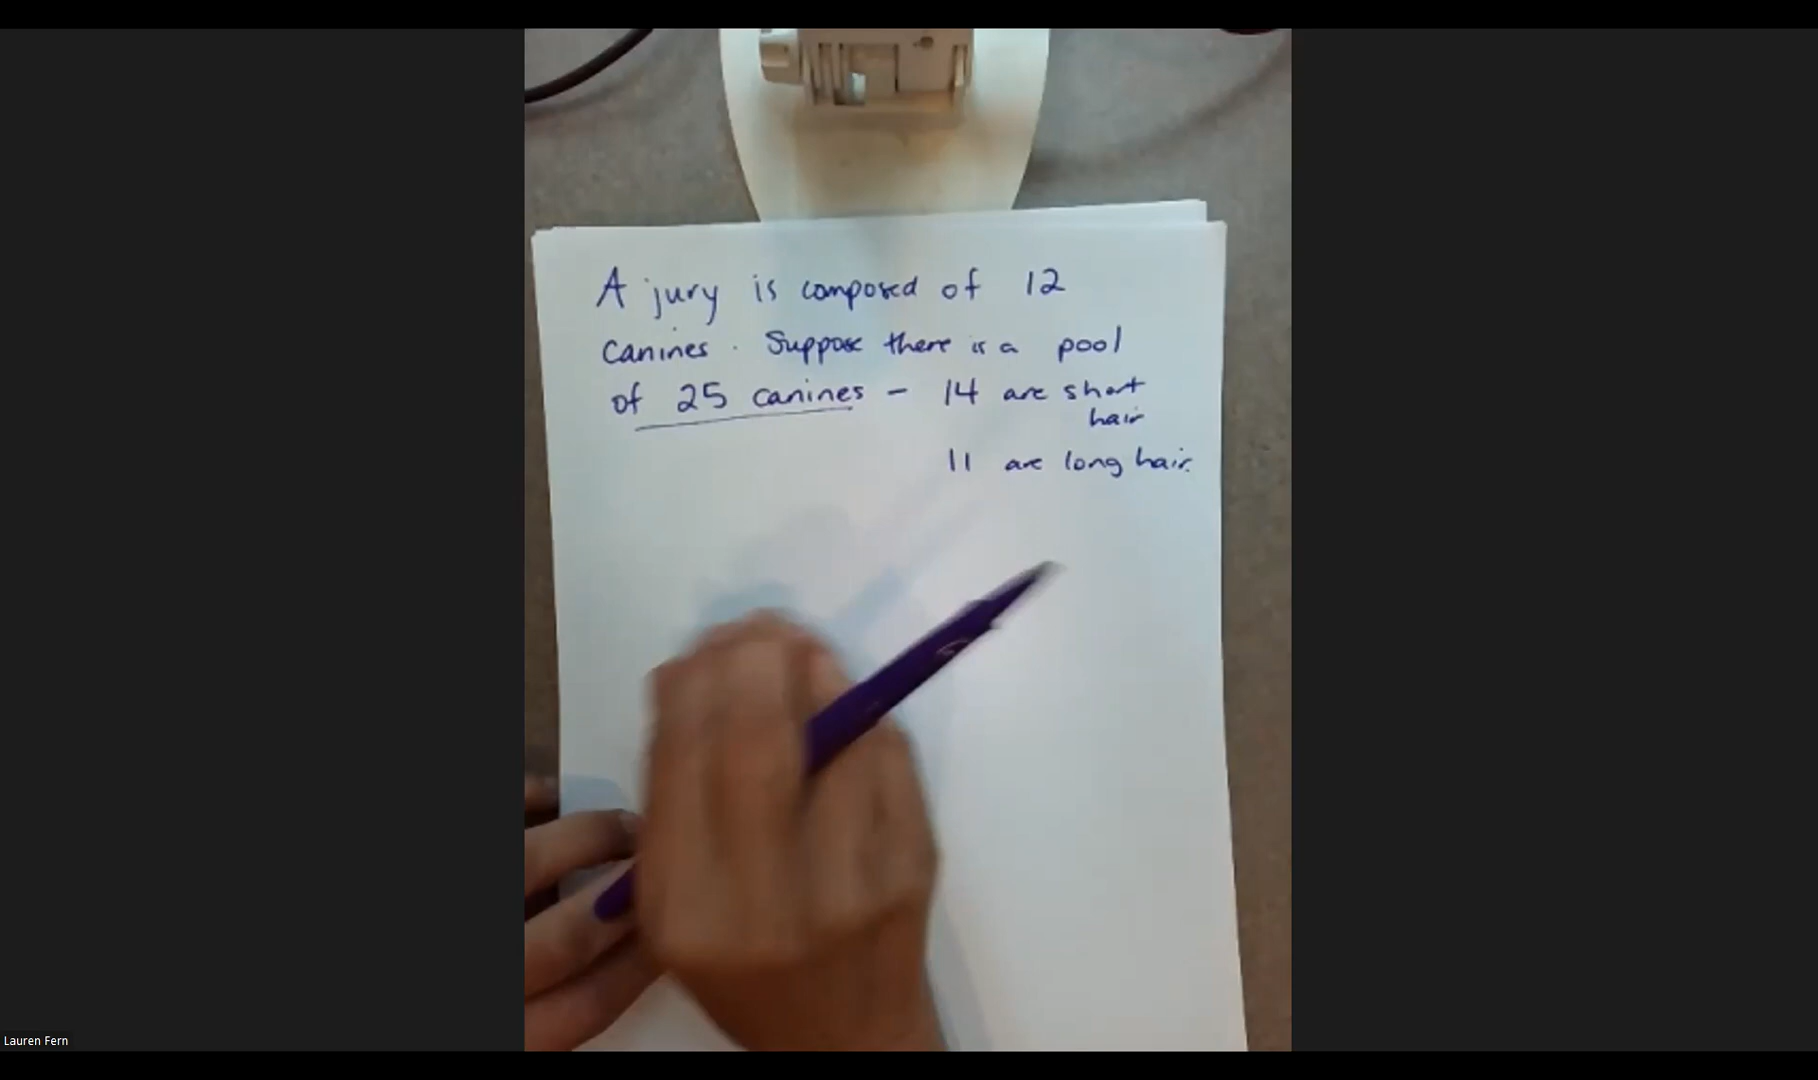 A jury is composed of 12
canines. Suppose there is a pool
of 25 canines - 14 are short
hair
11 are long hair.
Lauren Fern